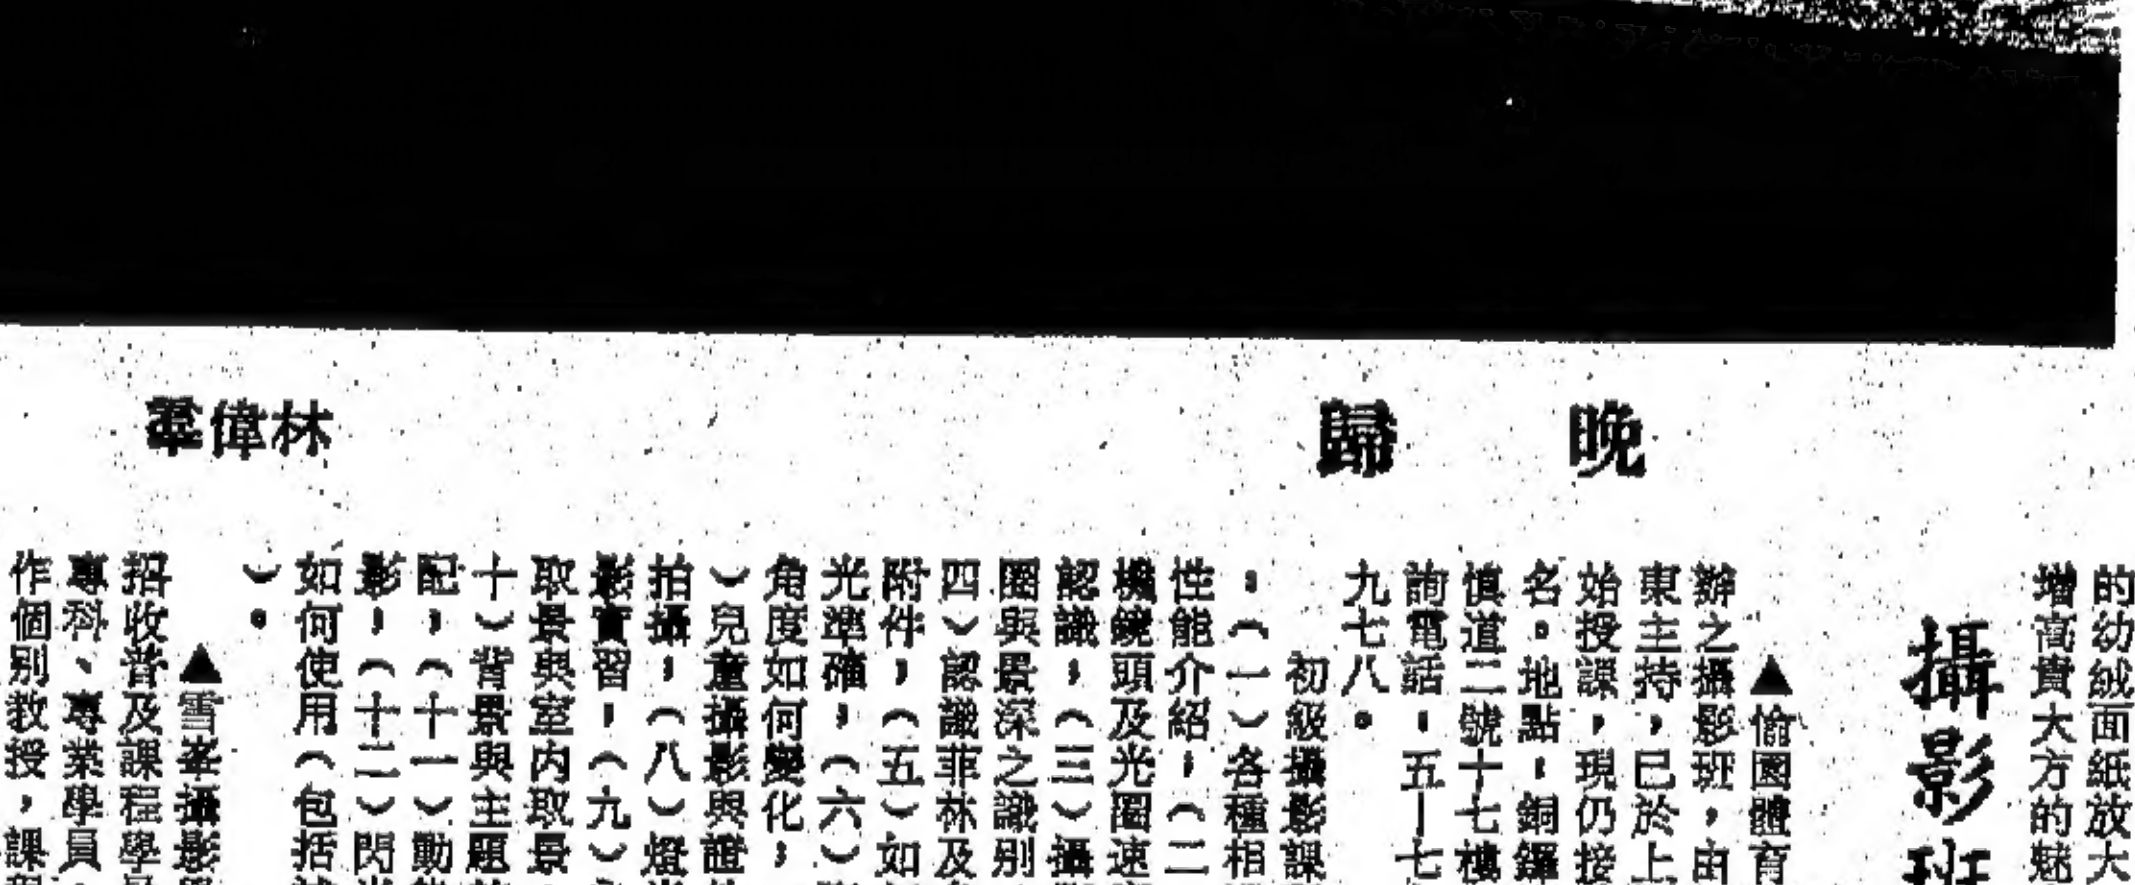 晚歸
林偉羣
的幼絨面紙放大
增高貴大方的魅
攝影班
▲愉園體育
辦之攝影班，由
東主持，已於上
始授課，現仍接
名。地點：銅鑼
慎道二號十七樓
詢電話：五—七
九七八。
初級攝影課
：（一）各種相
性能介紹，（二
機鏡頭及光圈速
認識，（三）攝
圈與景深之識別
四）認識菲林及
附件，（五）如
光準確，（六）
角度如何變化，
）兒童攝影與證
拍攝，（八）燈
影實習，（九）
取景與室内取景
十）背景與主題
配，（十一）動
影，（十二）閃
如何使用（包括
）。
▲雪峯攝影
招收普及課程學
專科、專業學員
作個别教授，課